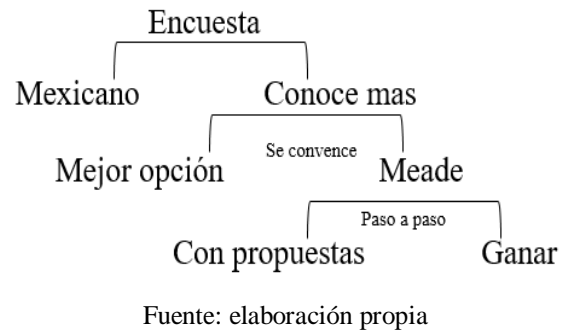 Encuesta
Mexicano Conoce mas
Se convence
Mejor opción Meade
Paso a paso
Con propuestas Ganar
Fuente: elaboración propia